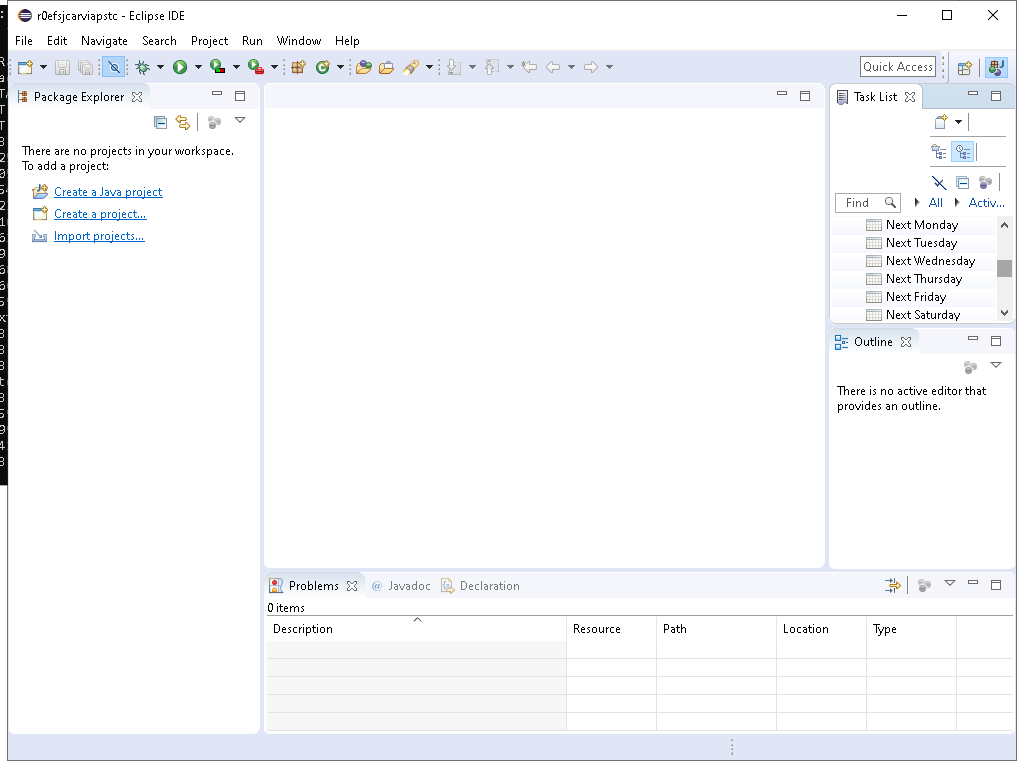 r0efsjcarviapstc - Eclipse IDE
File Edit Navigate Search Project Run Window Help
Quick Access
Package Explorer
There are no projects in your workspace.
To add a project:
Create a Java project
Create a project...
Import projects...
Task List
Find All Activ...
Next Monday
Next Tuesday
Next Wednesday
Next Thursday
Next Friday
Next Saturday
Outline
There is no active editor that
provides an outline.
Problems @ Javadoc Declaration
0 items
Description Resource Path Location Type